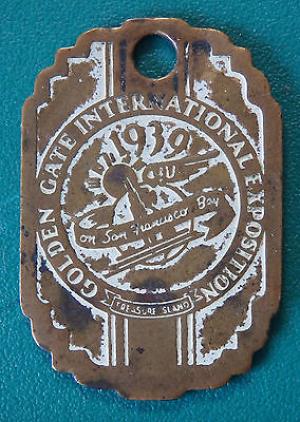 GOLDEN GATE INTERNATIONAL EXPOSITION
1939
on San Francisco Bay
TREASURE ISLAND